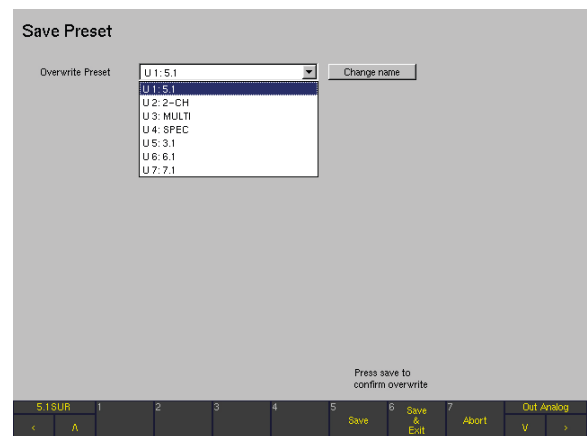 Save Preset
Overwrite Preset U 1: 5.1 Change name
U 1: 5.1
U 2: 2-CH
U 3: MULTI
U 4: SPEC
U 5: 3.1
U 6: 6.1
U 7: 7.1
Press save to
confirm overwrite
5.1SUR 1 2 3 4 5 6 7 Out Analog
< Λ Save Save & Exit Abort V >